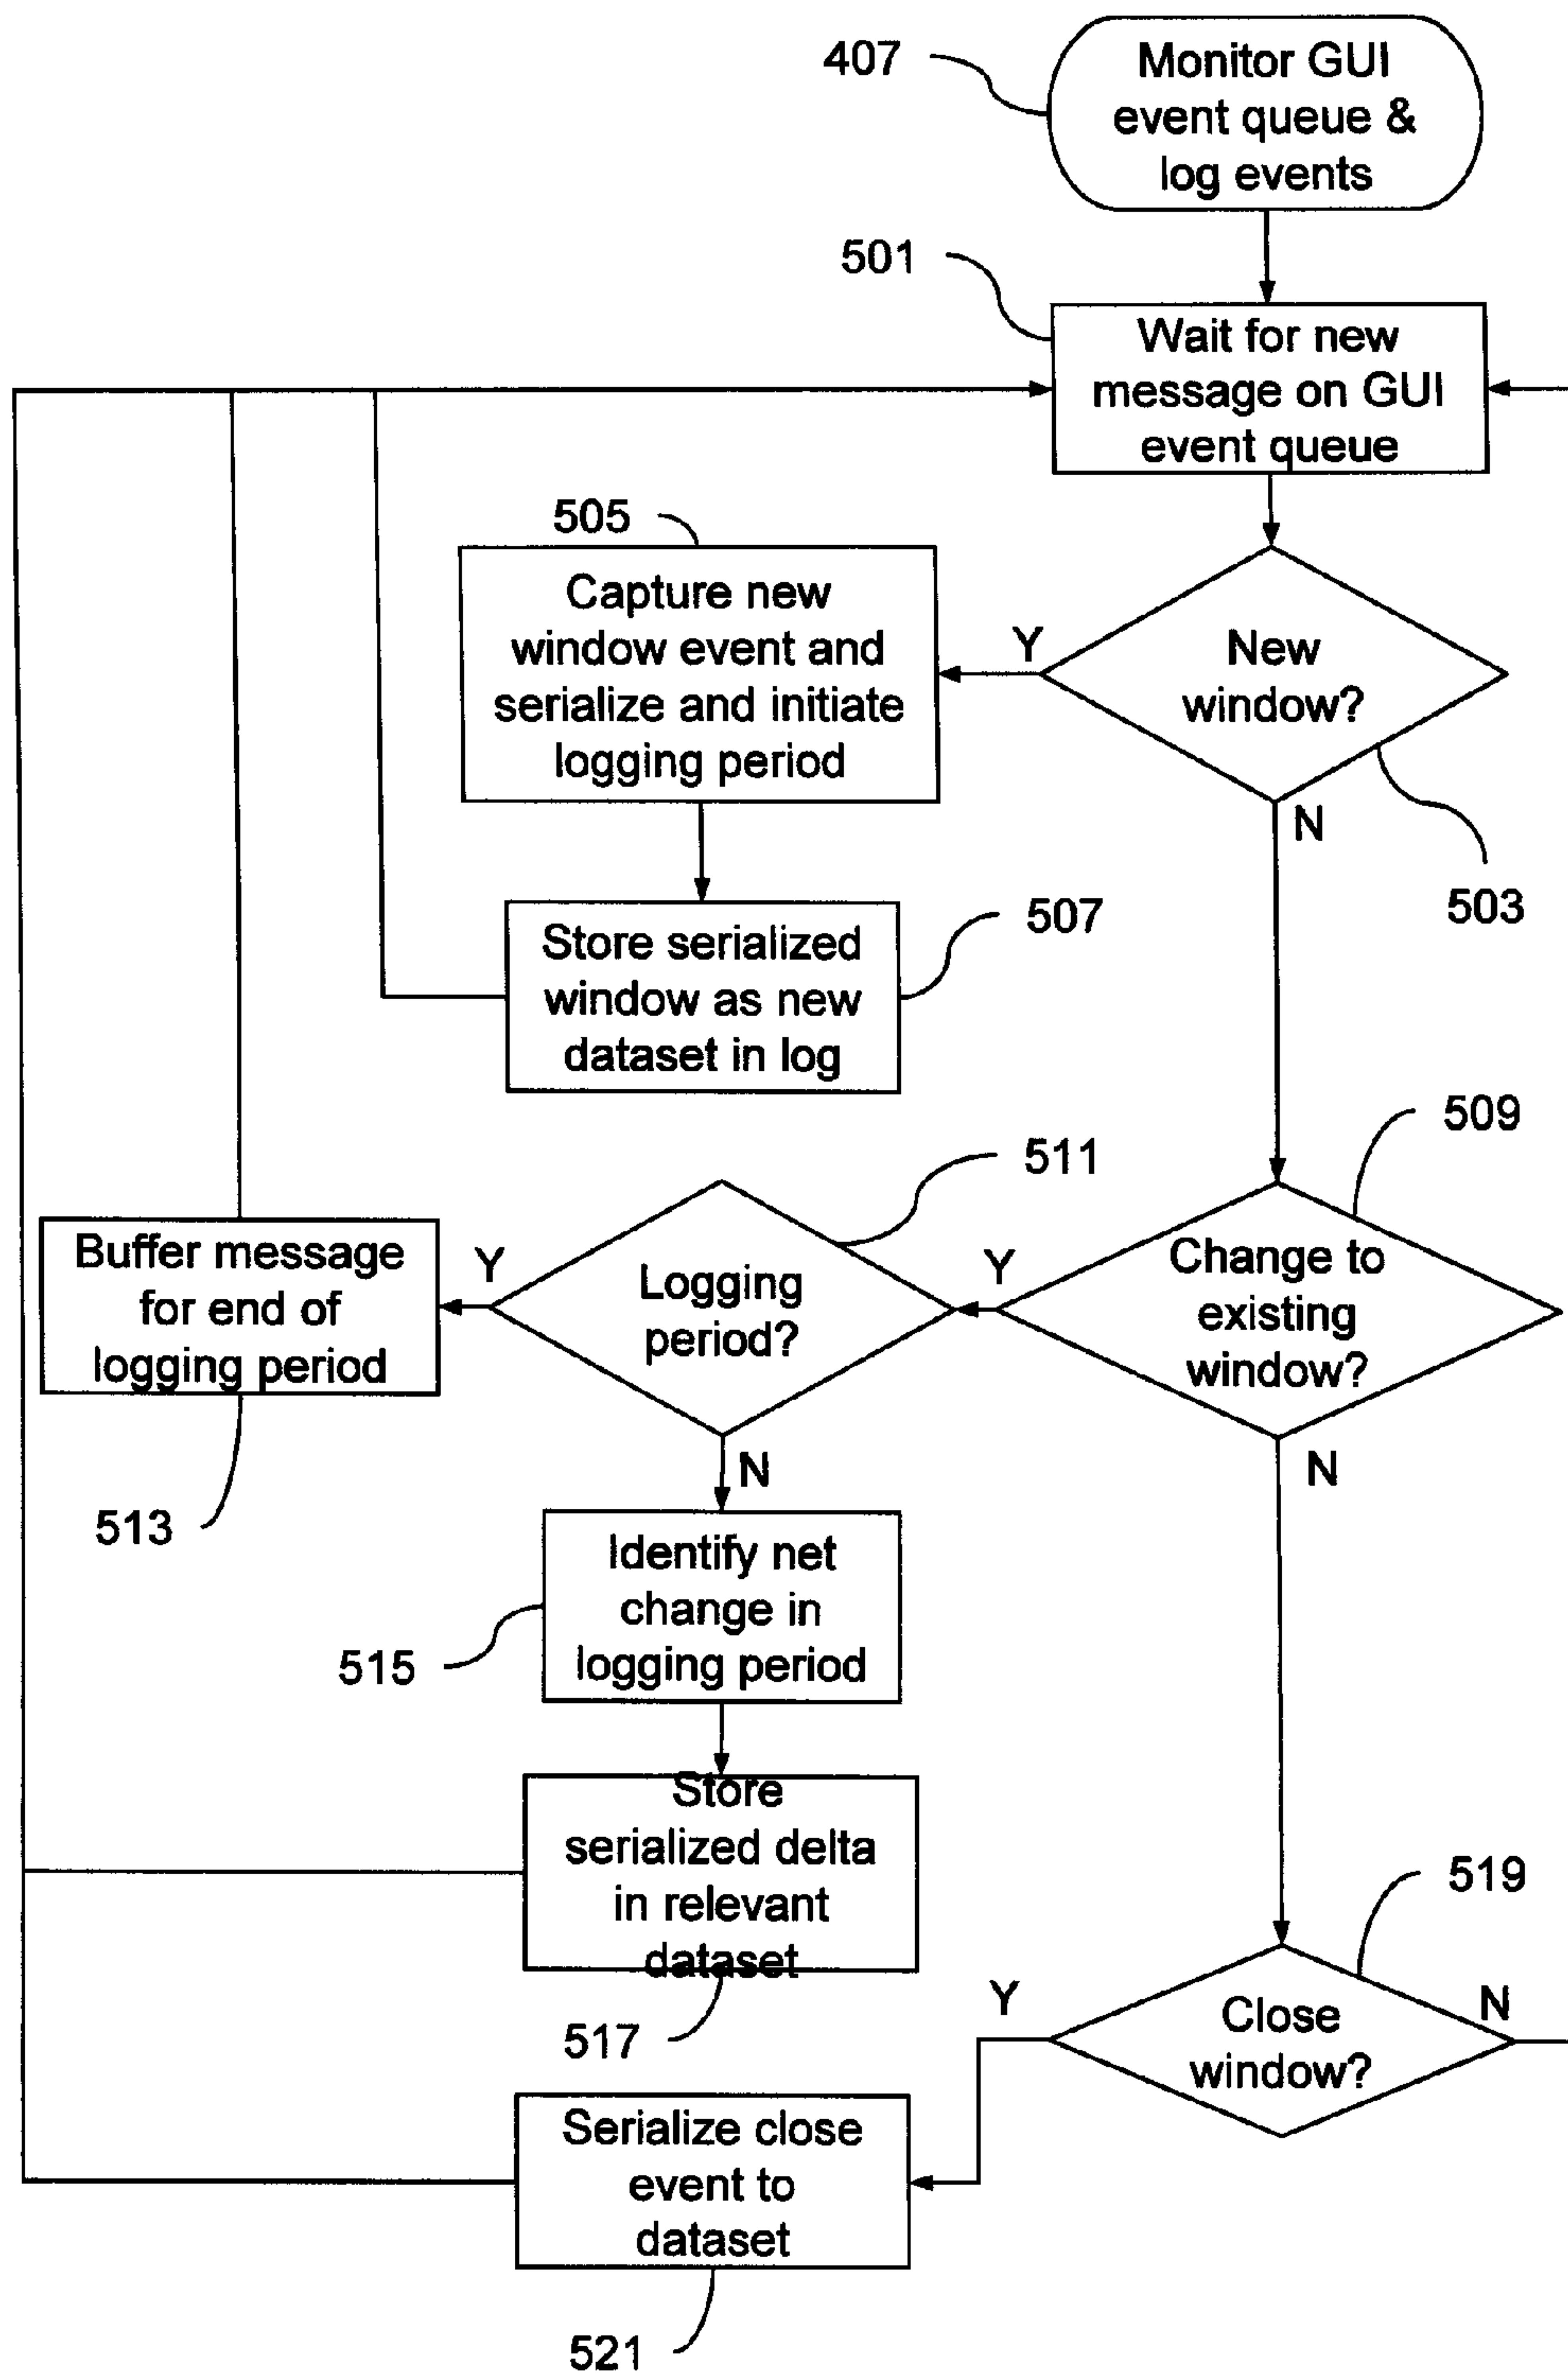 407
Monitor GUI
event queue &
log events
501
Wait for new
message on GUI
event queue
505
Capture new
window event and
serialize and initiate
logging period
Y
New
window?
N
503
Store serialized
window as new
dataset in log
507
509
511
Buffer message
for end of
logging period
Y
Logging
period?
Y
Change to
existing
window?
N
N
513
Identify net
change in
logging period
515
Store
serialized delta
in relevant
dataset
517
519
Y
Close
window?
N
Serialize close
event to
dataset
521